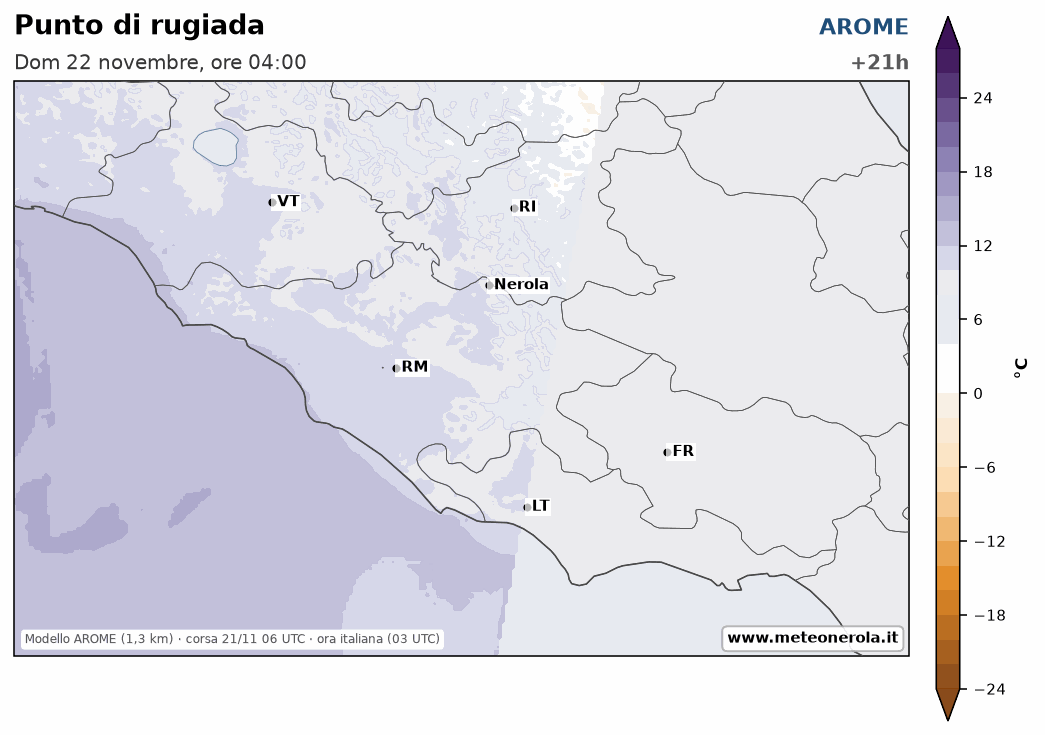 Punto di rugiada
AROME
Dom 22 novembre, ore 04:00
+21h
VT
RI
Nerola
RM
FR
LT
Modello AROME (1,3 km) · corsa 21/11 06 UTC · ora italiana (03 UTC)
www.meteonerola.it
24
18
12
6
0
−6
−12
−18
−24
°C